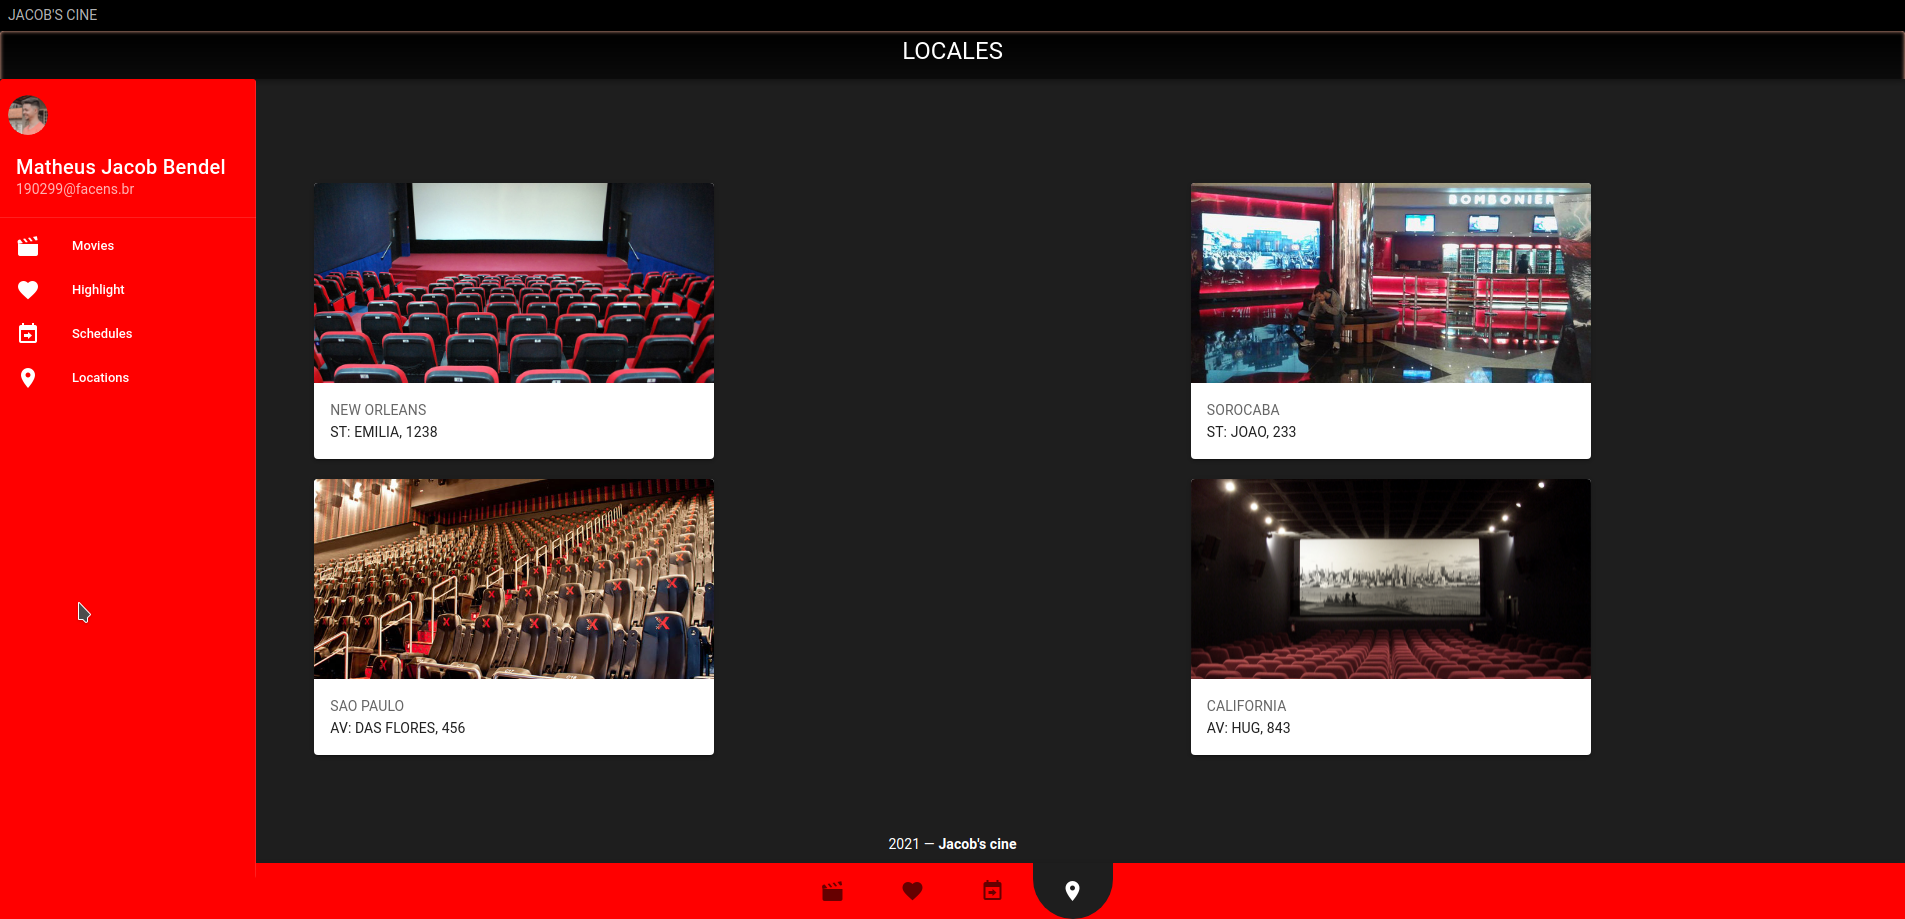 JACOB'S CINE
LOCALES
Matheus Jacob Bendel
190299@facens.br
Movies
Highlight
Schedules
Locations
NEW ORLEANS
ST: EMILIA, 1238
BOMBONIER
SOROCABA
ST: JOAO, 233
SAO PAULO
AV: DAS FLORES, 456
CALIFORNIA
AV: HUG, 843
2021 — Jacob's cine